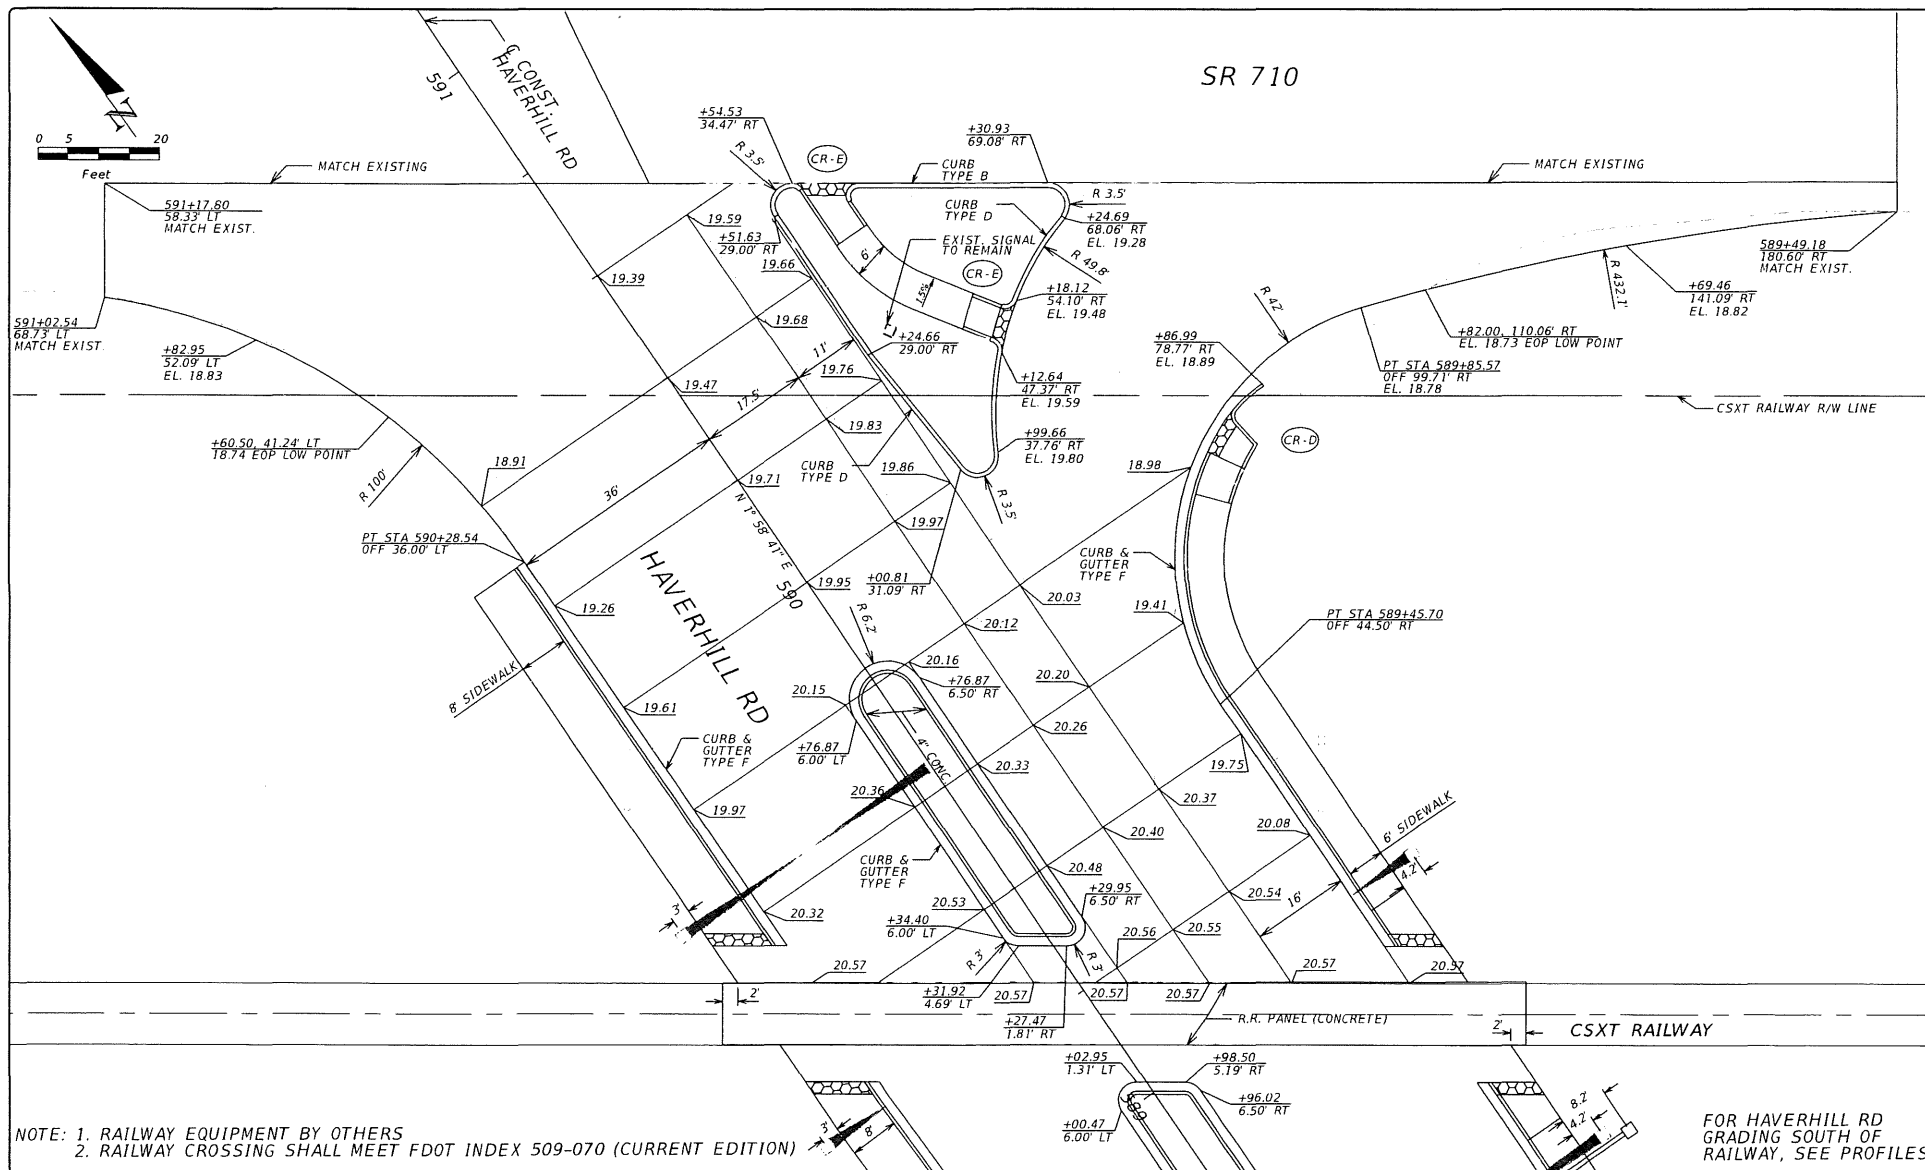 SR 710
591
℄ CONST.
HAVERHILL RD
0 5 20
Feet
N
MATCH EXISTING
591+17.80
58.33' LT
MATCH EXIST.
591+02.54
68.73' LT
MATCH EXIST.
+82.95
52.09' LT
EL. 18.83
+60.50, 41.24' LT
18.74 EOP LOW POINT
R 100'
PT STA 590+28.54
OFF 36.00' LT
18.91
36'
17.5'
11'
19.59
19.39
19.47
19.68
19.66
19.76
19.71
19.83
19.86
19.97
19.95
+54.53
34.47' RT
R 3.5'
CR-E
+51.63
29.00' RT
CURB
TYPE B
+30.93
69.08' RT
R 3.5'
CURB
TYPE D
EXIST. SIGNAL
TO REMAIN
CR-E
6'
1.5%
+24.69
68.06' RT
EL. 19.28
R 49.8'
+18.12
54.10' RT
EL. 19.48
+24.66
29.00' RT
+12.64
47.37' RT
EL. 19.59
+99.66
37.76' RT
EL. 19.80
R 3.5'
CURB
TYPE D
+00.81
31.09' RT
MATCH EXISTING
589+49.18
180.60' RT
MATCH EXIST.
R 432.1'
+69.46
141.09' RT
EL. 18.82
+82.00, 110.06' RT
EL. 18.73 EOP LOW POINT
R 42'
+86.99
78.77' RT
EL. 18.89
PT STA 589+85.57
OFF 99.71' RT
EL. 18.78
CSXT RAILWAY R/W LINE
CR-D
18.98
CURB &
GUTTER
TYPE F
PT STA 589+45.70
OFF 44.50' RT
N 1° 58' 41" E
590
HAVERHILL RD
19.26
8' SIDEWALK
19.61
CURB &
GUTTER
TYPE F
19.97
20.32
3'
R 6.2'
20.16
20.15
+76.87
6.50' RT
+76.87
6.00' LT
4" CONC.
20.36
20.33
20.03
20.12
20.20
20.26
19.41
19.75
20.37
20.40
20.08
20.48
20.54
20.55
20.56
16'
6' SIDEWALK
4.2'
CURB &
GUTTER
TYPE F
20.53
+34.40
6.00' LT
+29.95
6.50' RT
R 3'
R 3'
20.57
+31.92
4.69' LT
20.57
20.57
20.57
20.57
20.57
+27.47
1.81' RT
2'
R.R. PANEL (CONCRETE)
2'
CSXT RAILWAY
+02.95
1.31' LT
+98.50
5.19' RT
+96.02
6.50' RT
+00.47
6.00' LT
589
3'
8'
8.2'
4.2'
NOTE: 1. RAILWAY EQUIPMENT BY OTHERS
2. RAILWAY CROSSING SHALL MEET FDOT INDEX 509-070 (CURRENT EDITION)
FOR HAVERHILL RD
GRADING SOUTH OF
RAILWAY, SEE PROFILES